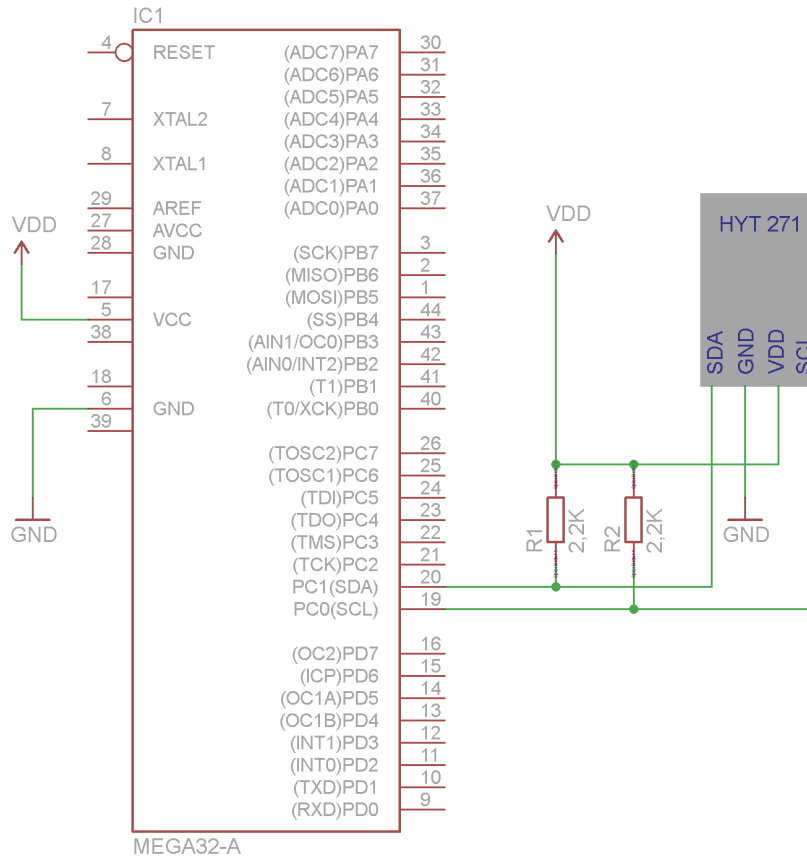 IC1
4 RESET (ADC7)PA7 30
(ADC6)PA6 31
(ADC5)PA5 32
7 XTAL2 (ADC4)PA4 33
(ADC3)PA3 34
8 XTAL1 (ADC2)PA2 35
(ADC1)PA1 36
29 AREF (ADC0)PA0 37
27 AVCC
28 GND (SCK)PB7 3
(MISO)PB6 2
17 (MOSI)PB5 1
5 VCC (SS)PB4 44
38 (AIN1/OC0)PB3 43
(AIN0/INT2)PB2 42
18 (T1)PB1 41
6 GND (T0/XCK)PB0 40
39
(TOSC2)PC7 26
(TOSC1)PC6 25
(TDI)PC5 24
(TDO)PC4 23
(TMS)PC3 22
(TCK)PC2 21
PC1(SDA) 20
PC0(SCL) 19
(OC2)PD7 16
(ICP)PD6 15
(OC1A)PD5 14
(OC1B)PD4 13
(INT1)PD3 12
(INT0)PD2 11
(TXD)PD1 10
(RXD)PD0 9
MEGA32-A
VDD
GND
VDD
R1
2,2K
R2
2,2K
HYT 271
SDA
GND
VDD
SCL
GND